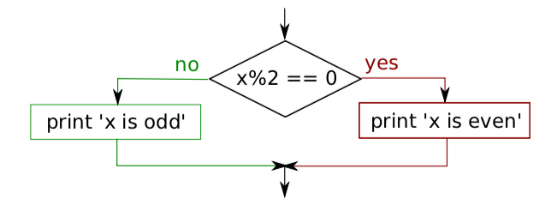 no
yes
x%2 == 0
print 'x is odd'
print 'x is even'